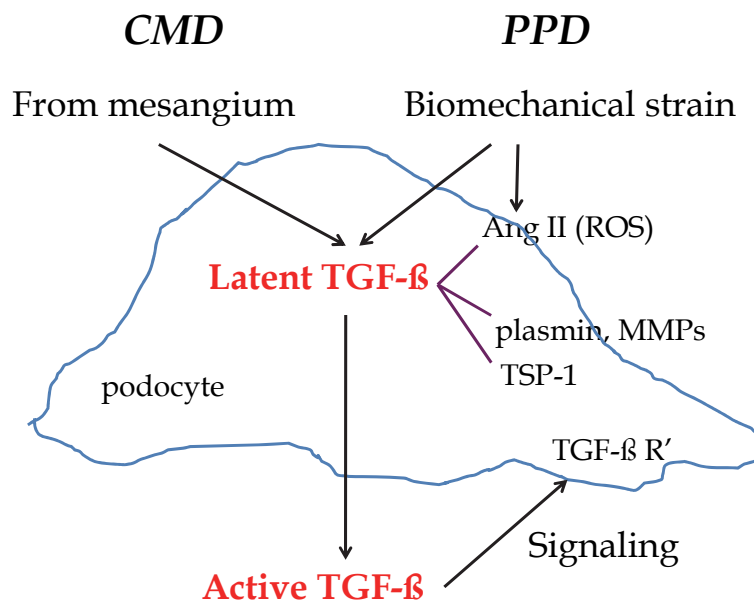 CMD
PPD
From mesangium
Biomechanical strain
Ang II (ROS)
Latent TGF-ß
plasmin, MMPs
TSP-1
podocyte
TGF-ß R’
Signaling
Active TGF-ß